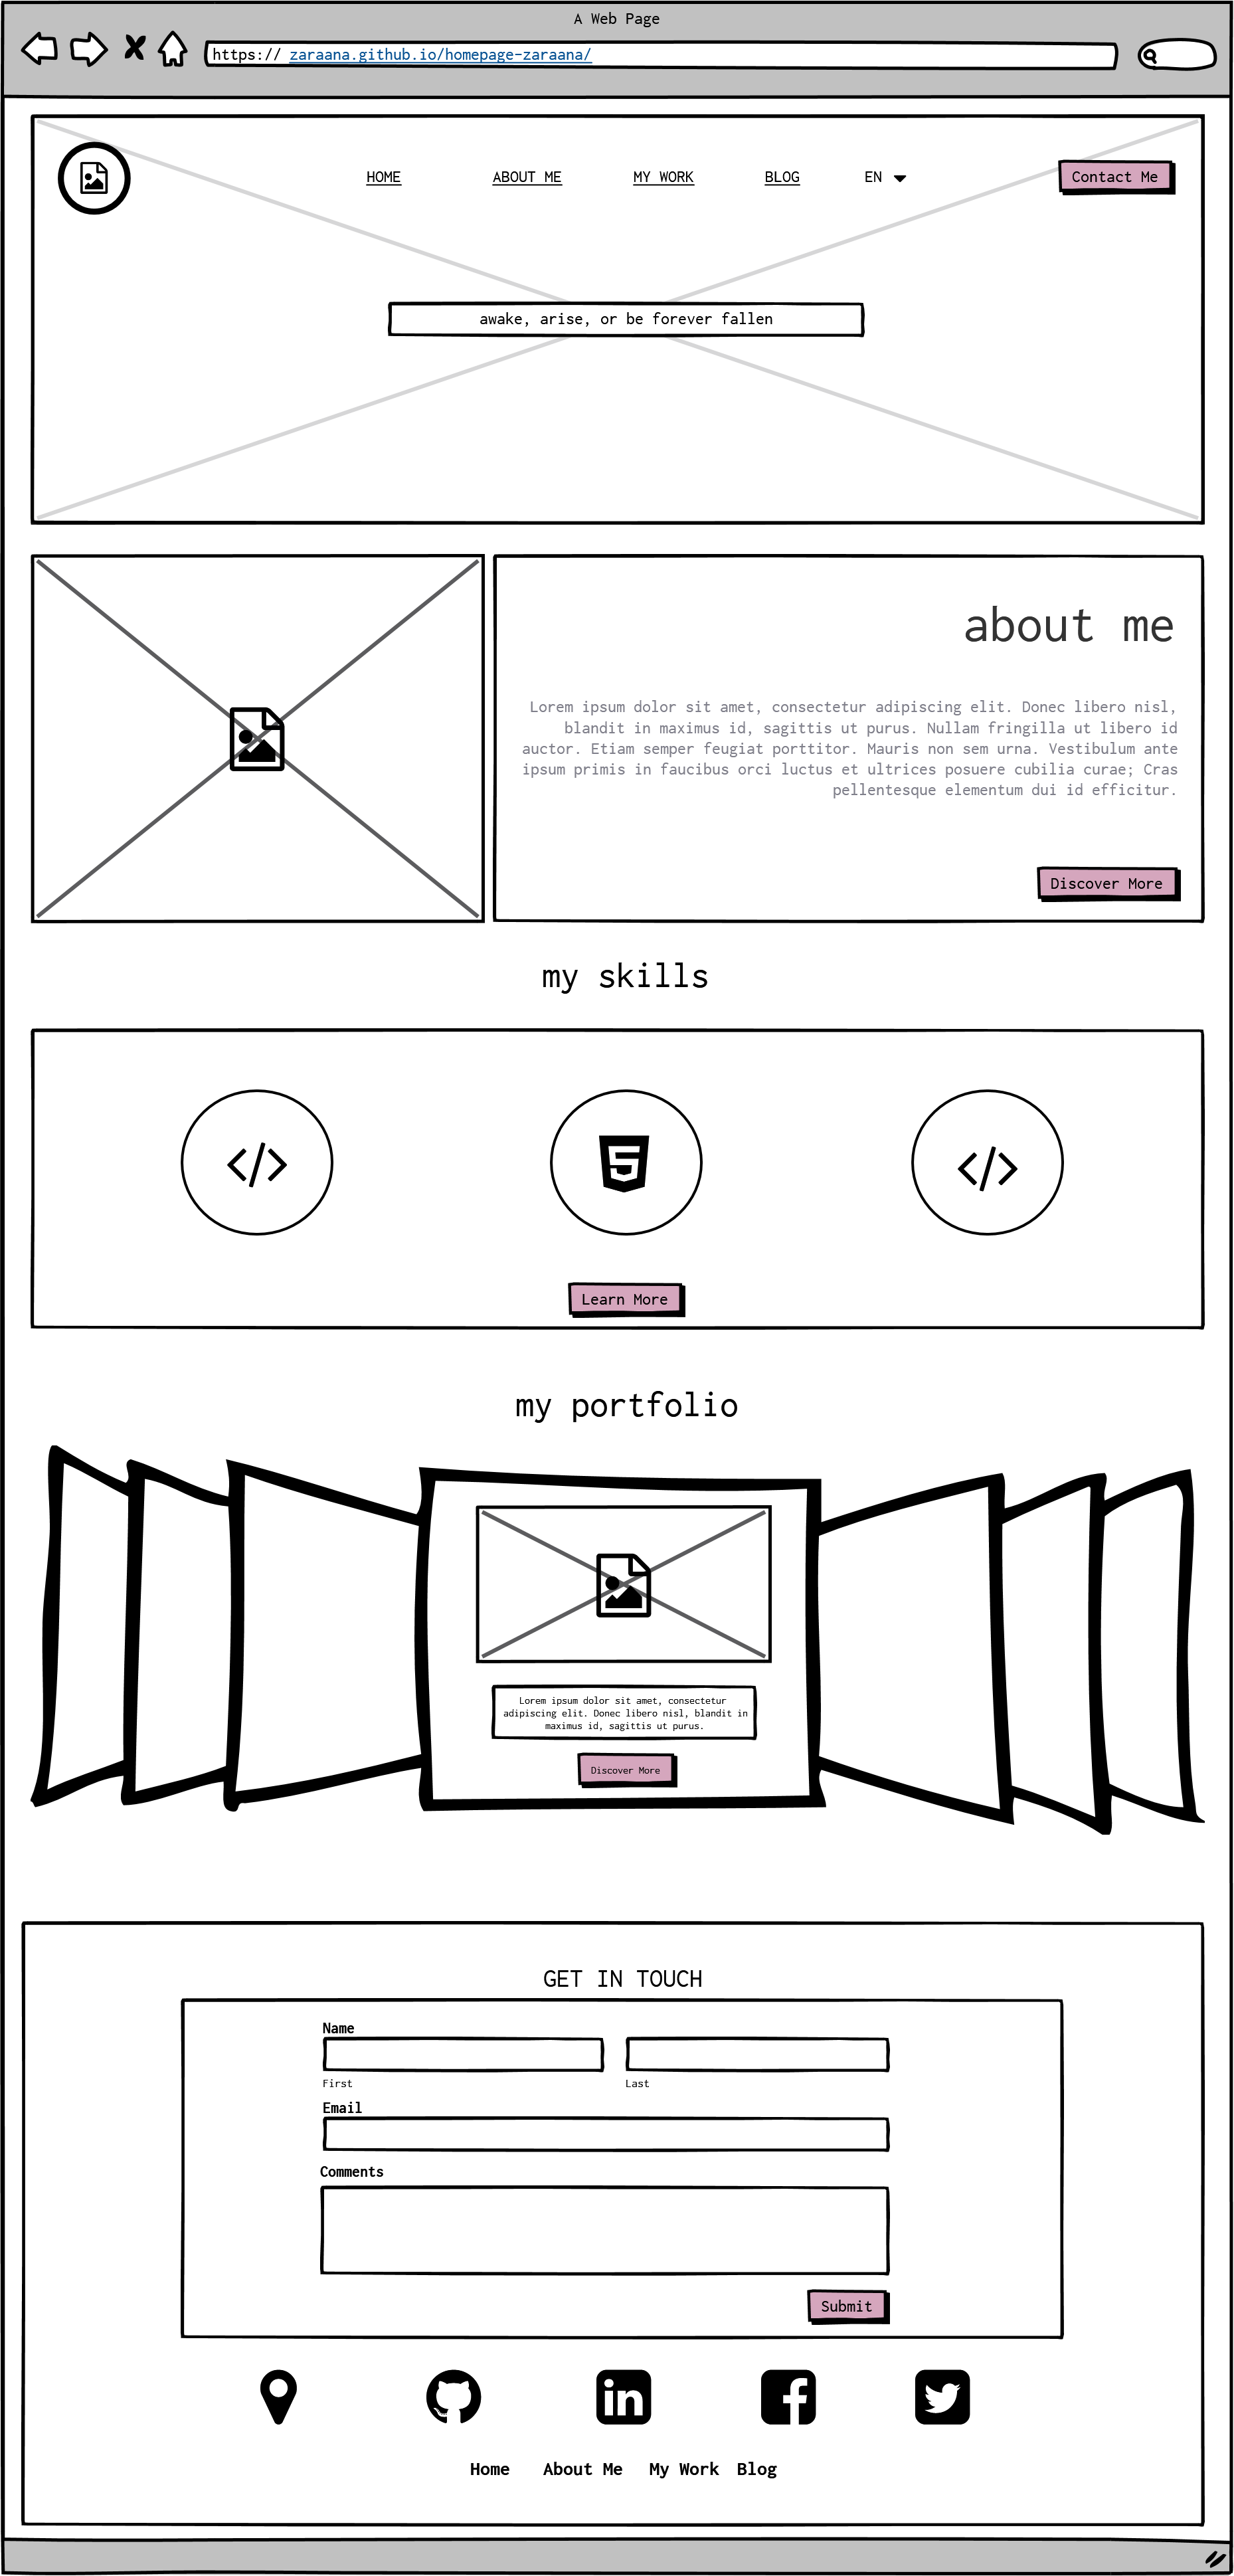 A Web Page
https:// zaraana.github.io/homepage-zaraana/
HOME ABOUT ME MY WORK BLOG EN Contact Me
awake, arise, or be forever fallen
about me
Lorem ipsum dolor sit amet, consectetur adipiscing elit. Donec libero nisl,
blandit in maximus id, sagittis ut purus. Nullam fringilla ut libero id
auctor. Etiam semper feugiat porttitor. Mauris non sem urna. Vestibulum ante
ipsum primis in faucibus orci luctus et ultrices posuere cubilia curae; Cras
pellentesque elementum dui id efficitur.
Discover More
my skills
Learn More
my portfolio
Lorem ipsum dolor sit amet, consectetur
adipiscing elit. Donec libero nisl, blandit in
maximus id, sagittis ut purus.
Discover More
GET IN TOUCH
Name
First Last
Email
Comments
Submit
Home About Me My Work Blog